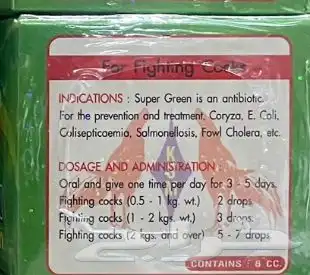 For Fighting Cocks
INDICATIONS : Super Green is an antibiotic.
For the prevention and treatment, Coryza, E. Coli,
Colisepticaemia, Salmonellosis, Fowl Cholera, etc.
DOSAGE AND ADMINISTRATION :
Oral and give one time per day for 3 - 5 days.
Fighting cocks (0.5 - 1 kg. wt.) 2 drops
Fighting cocks (1 - 2 kgs. wt.) 3 drops
Fighting cocks (2 kgs. and over) 5 - 7 drops
CONTAINS : 8 CC.